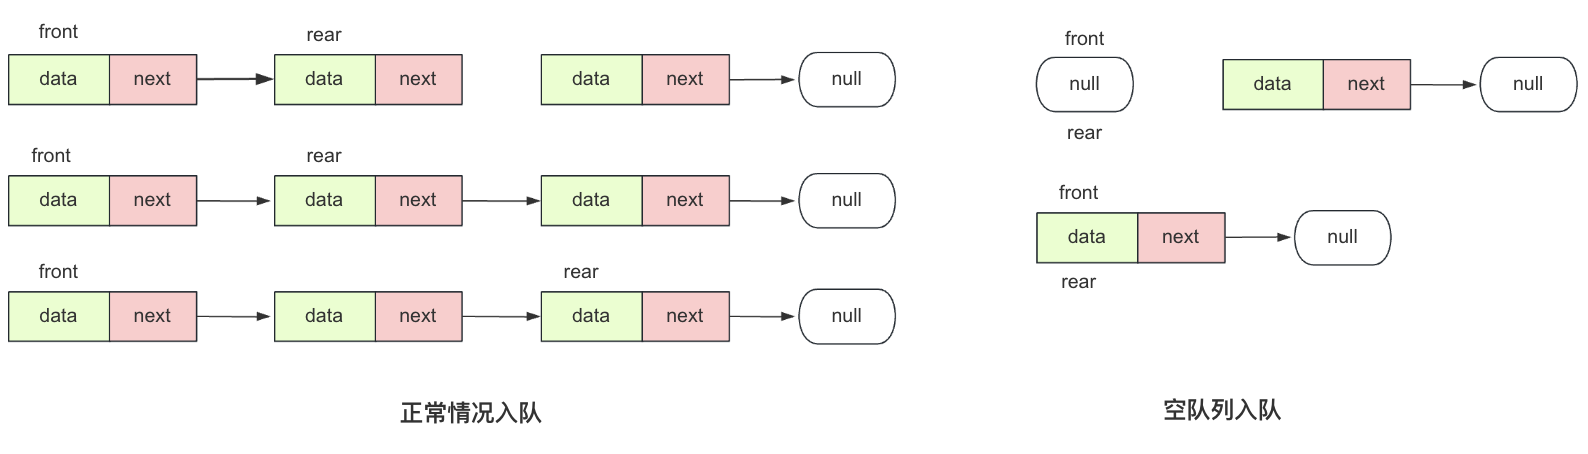 front
rear
data next data next data next null
front
rear
data next data next data next null
front
rear
data next data next data next null
正常情况入队
front
null data next null
rear
front
data next null
rear
空队列入队